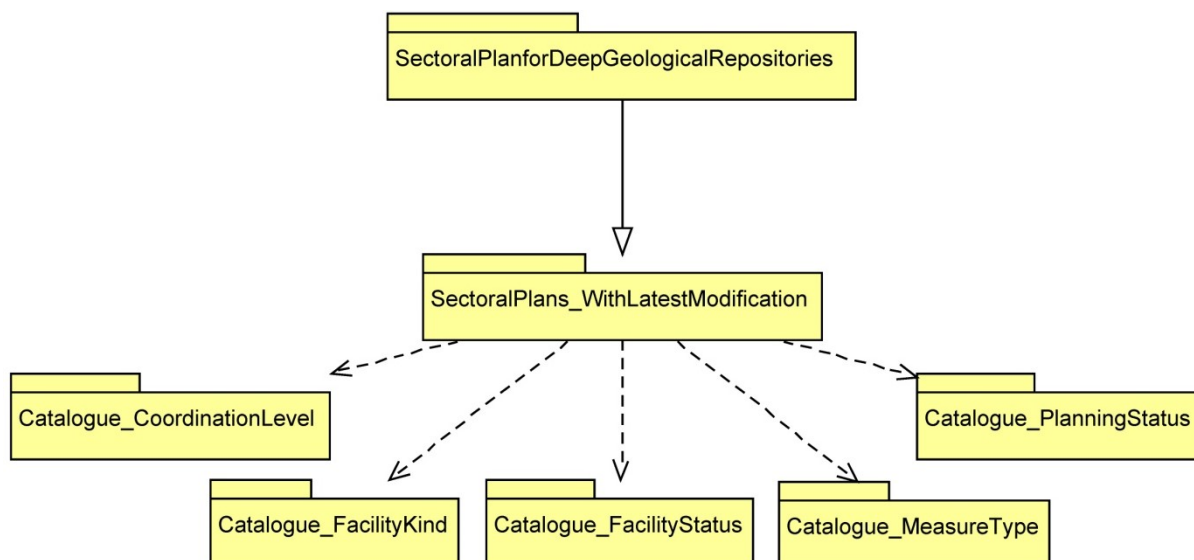 SectoralPlanforDeepGeologicalRepositories
SectoralPlans_WithLatestModification
Catalogue_CoordinationLevel
Catalogue_PlanningStatus
Catalogue_FacilityKind
Catalogue_FacilityStatus
Catalogue_MeasureType